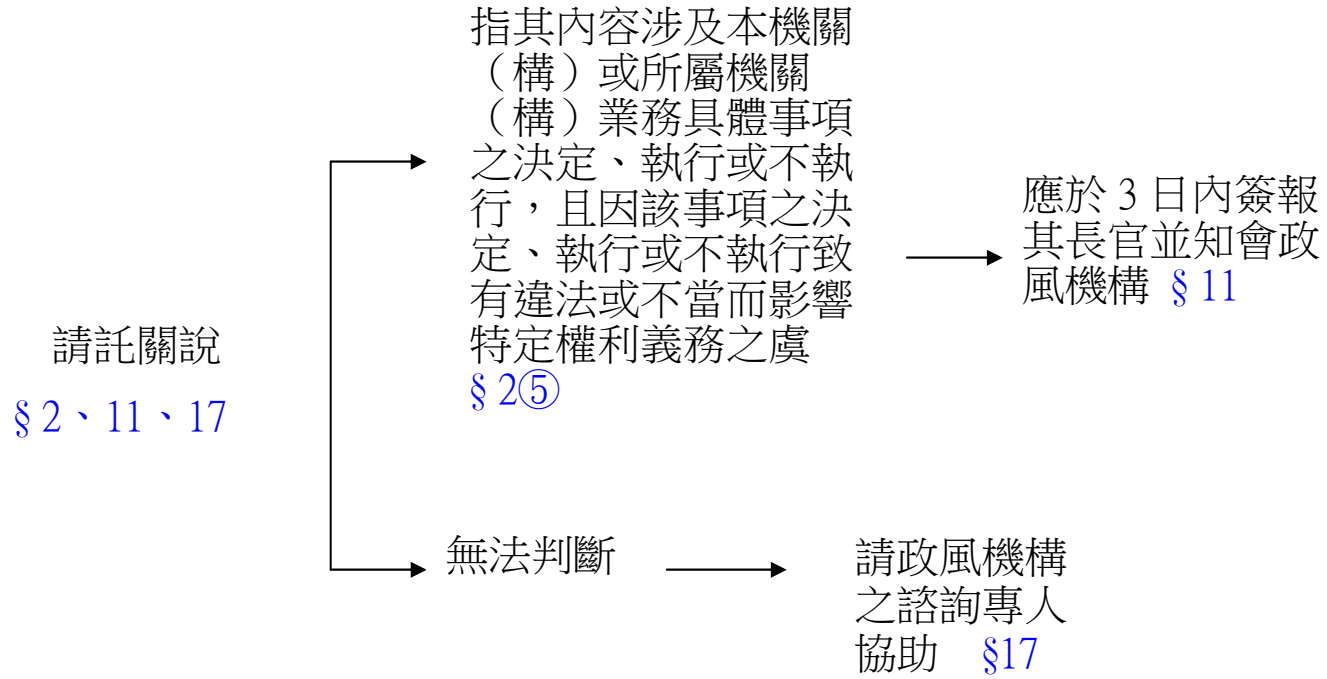 請託關說
§ 2、11、17
指其內容涉及本機關
（構）或所屬機關
（構）業務具體事項
之決定、執行或不執
行，且因該事項之決
定、執行或不執行致
有違法或不當而影響
特定權利義務之虞
§ 2⑤
應於 3 日內簽報
其長官並知會政
風機構 § 11
無法判斷
請政風機構
之諮詢專人
協助 §17